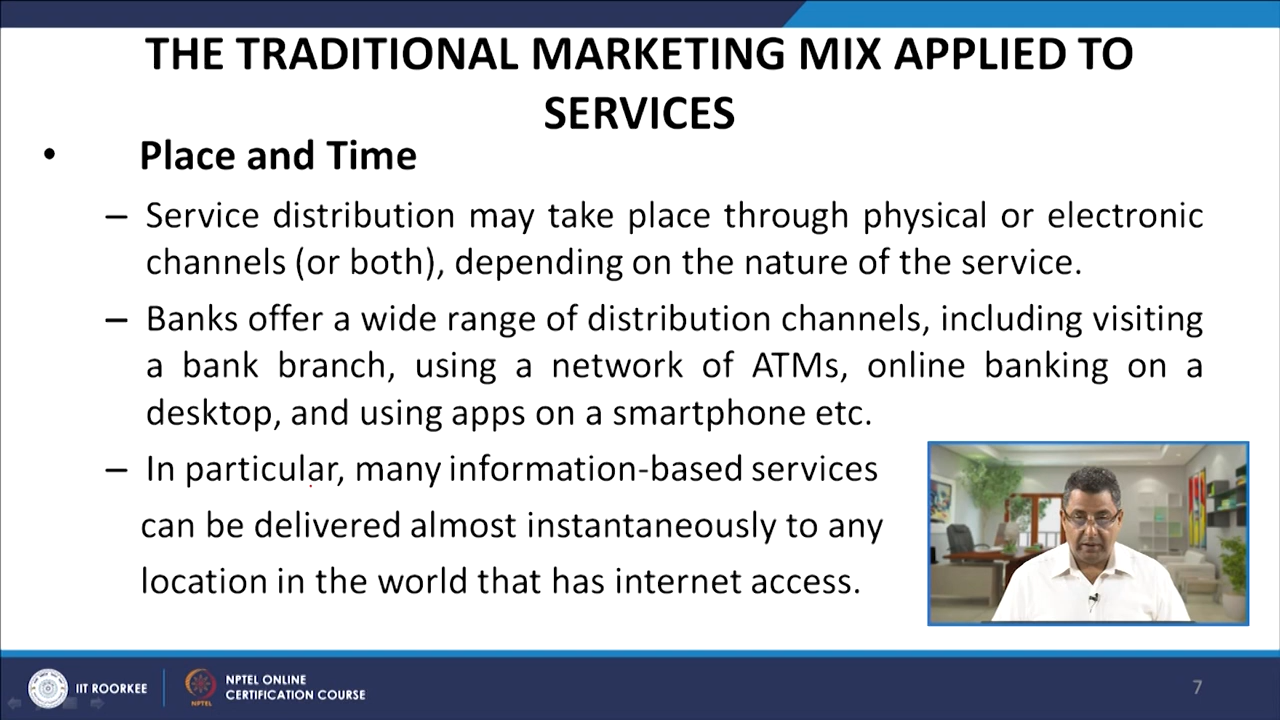 THE TRADITIONAL MARKETING MIX APPLIED TO
SERVICES
• Place and Time
– Service distribution may take place through physical or electronic
channels (or both), depending on the nature of the service.
– Banks offer a wide range of distribution channels, including visiting
a bank branch, using a network of ATMs, online banking on a
desktop, and using apps on a smartphone etc.
– In particular, many information-based services
can be delivered almost instantaneously to any
location in the world that has internet access.
IIT ROORKEE
NPTEL
NPTEL ONLINE
CERTIFICATION COURSE
7